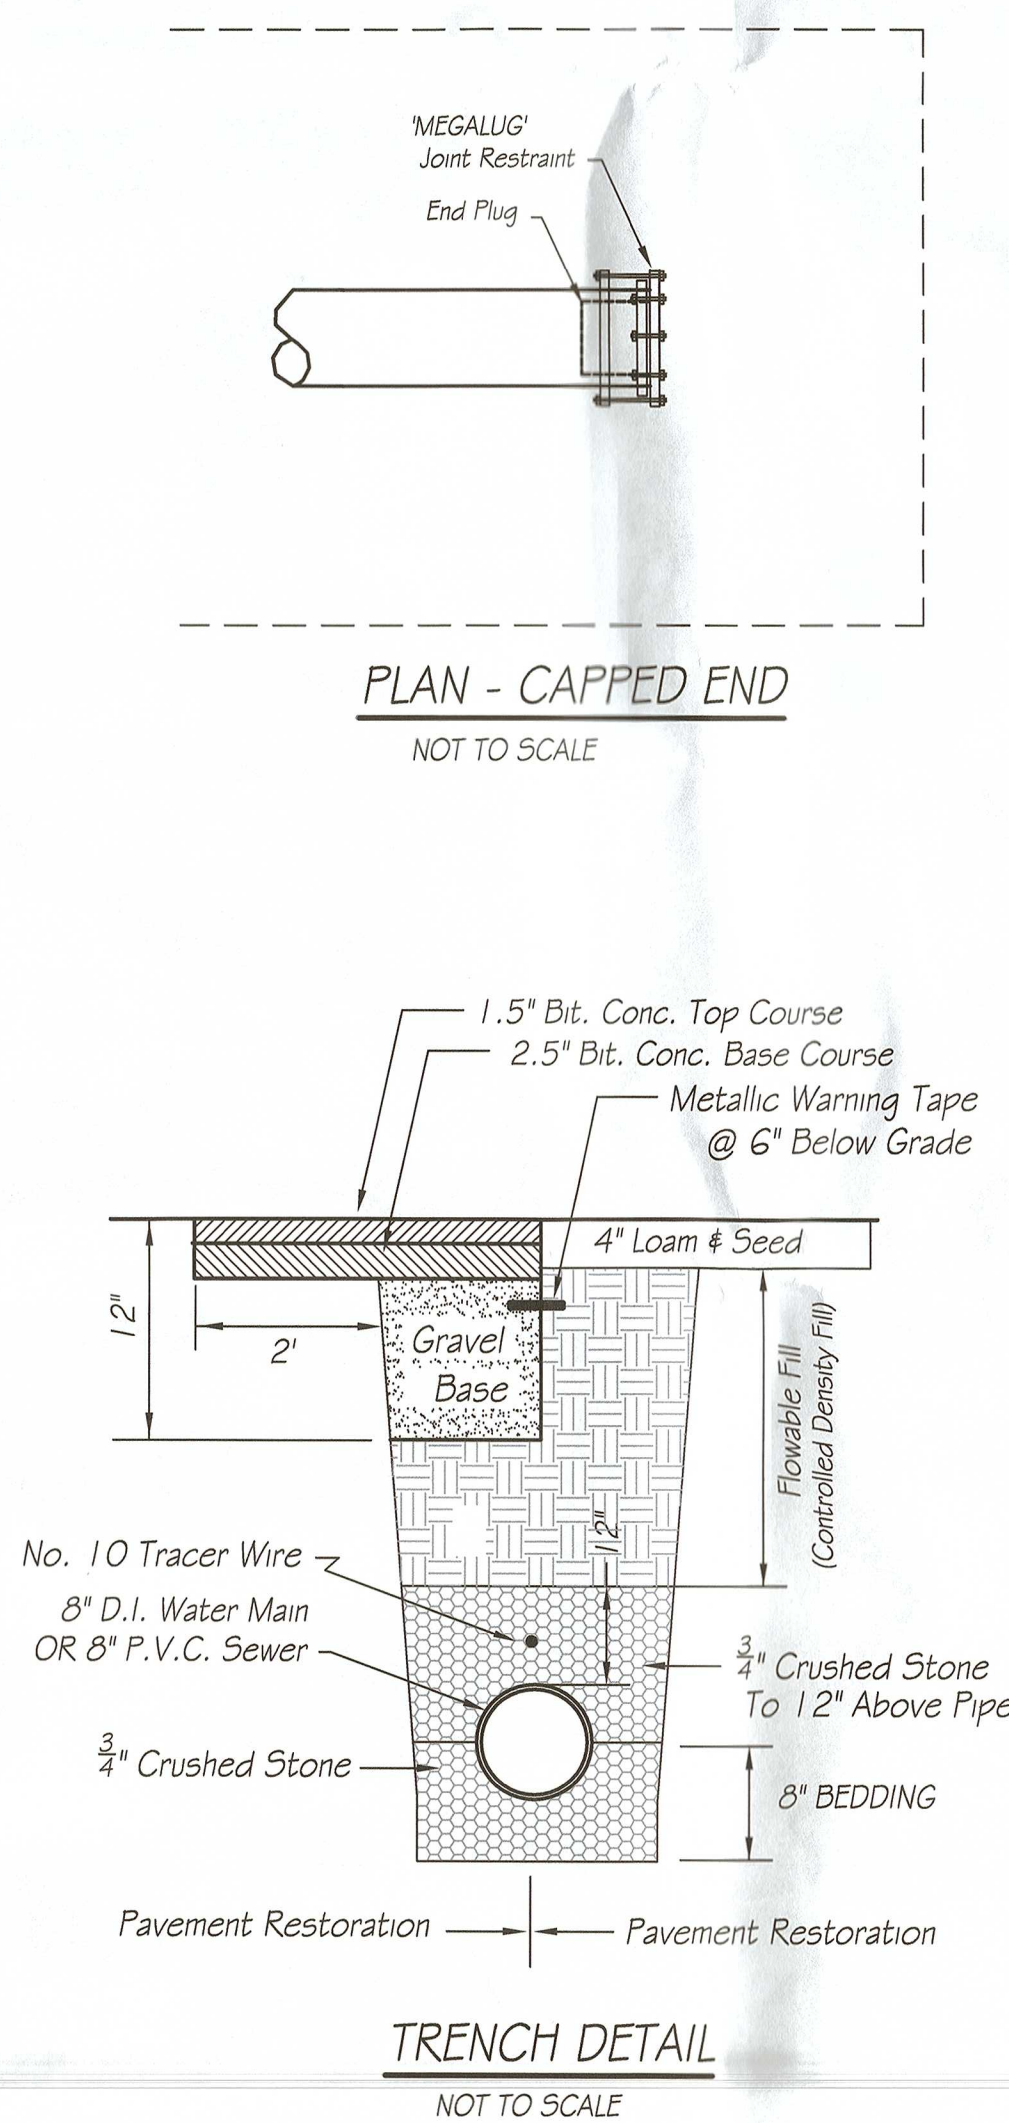 'MEGALUG'
Joint Restraint
End Plug
PLAN - CAPPED END
NOT TO SCALE
1.5" Bit. Conc. Top Course
2.5" Bit. Conc. Base Course
Metallic Warning Tape
@ 6" Below Grade
4" Loam & Seed
12"
2'
Gravel
Base
Flowable Fill
(Controlled Density Fill)
12"
No. 10 Tracer Wire
8" D.I. Water Main
OR 8" P.V.C. Sewer
3/4" Crushed Stone
To 12" Above Pipe
3/4" Crushed Stone
8" BEDDING
Pavement Restoration
Pavement Restoration
TRENCH DETAIL
NOT TO SCALE